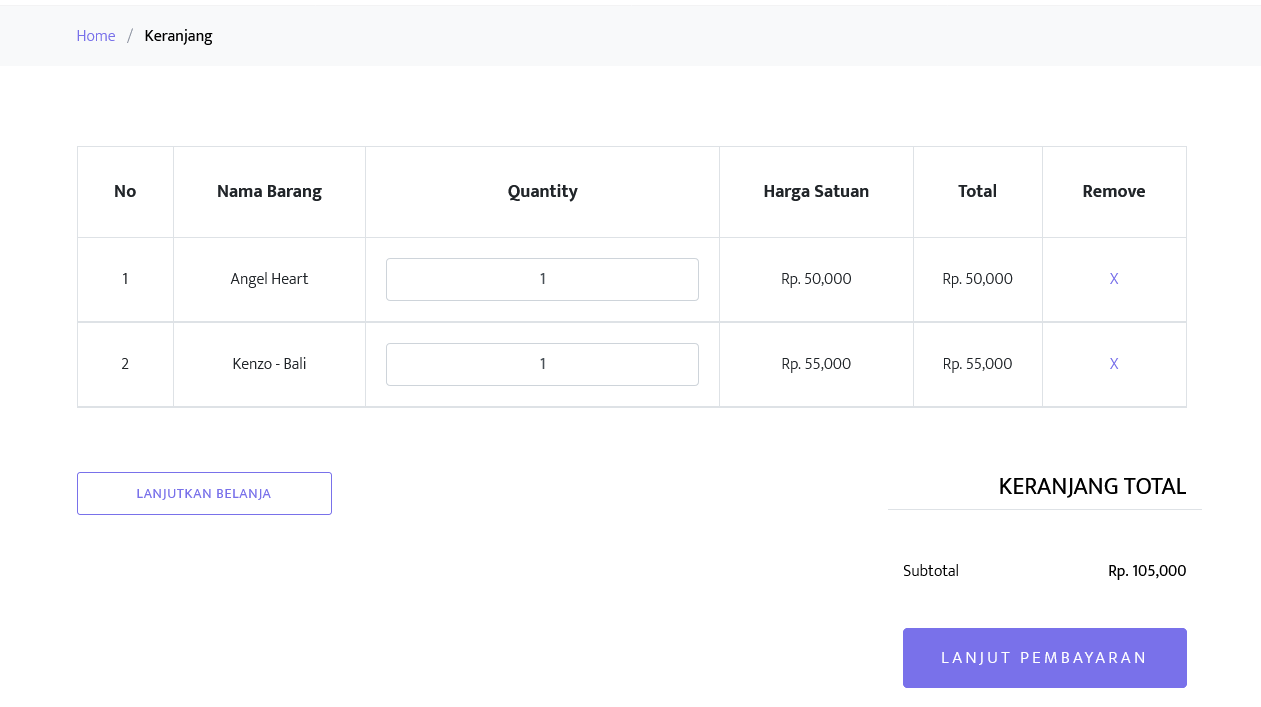 Home / Keranjang
No Nama Barang Quantity Harga Satuan Total Remove
1 Angel Heart 1 Rp. 50,000 Rp. 50,000 X
2 Kenzo - Bali 1 Rp. 55,000 Rp. 55,000 X
LANJUTKAN BELANJA
KERANJANG TOTAL
Subtotal Rp. 105,000
LANJUT PEMBAYARAN